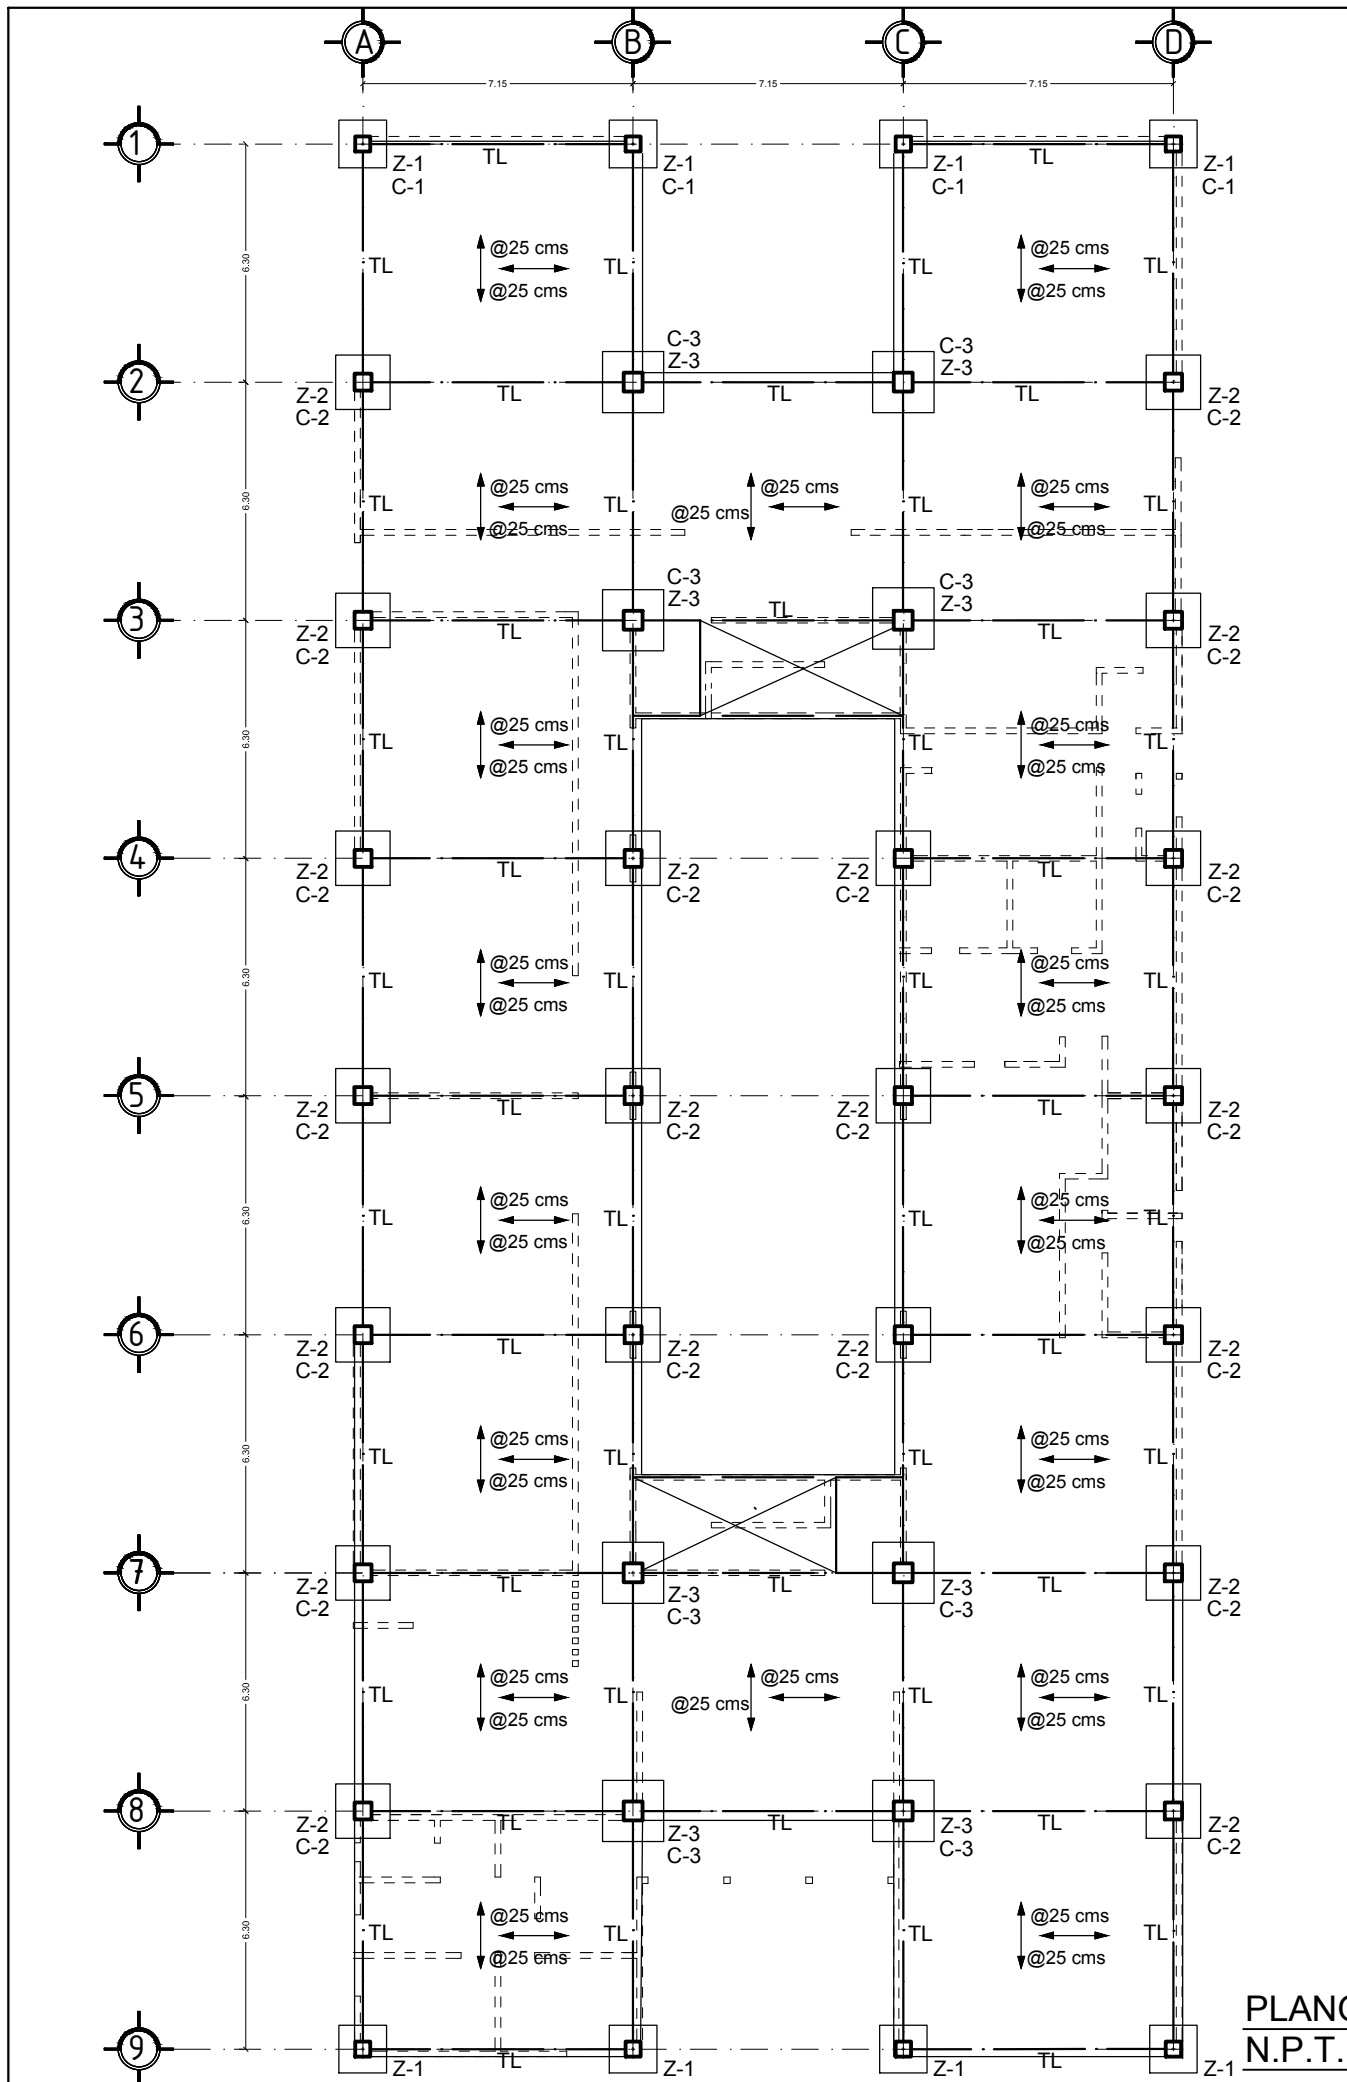 A B C D
7.15 7.15 7.15
1
TL TL
Z-1 Z-1 Z-1 Z-1
C-1 C-1 C-1 C-1
6.30
@25 cms @25 cms
TL TL TL TL
@25 cms @25 cms
C-3 C-3
Z-3 Z-3
2
Z-2 TL TL TL Z-2
C-2 C-2
6.30
@25 cms @25 cms @25 cms
TL TL TL TL
@25 cms @25 cms @25 cms
C-3 C-3
Z-3 Z-3
3
TL
Z-2 TL TL Z-2
C-2 C-2
6.30
@25 cms @25 cms
TL TL TL TL
@25 cms @25 cms
4
Z-2 TL Z-2 Z-2 TL Z-2
C-2 C-2 C-2 C-2
6.30
@25 cms @25 cms
TL TL TL TL
@25 cms @25 cms
5
Z-2 TL Z-2 Z-2 TL Z-2
C-2 C-2 C-2 C-2
6.30
@25 cms @25 cms
TL TL TL TL
@25 cms @25 cms
6
Z-2 TL Z-2 Z-2 TL Z-2
C-2 C-2 C-2 C-2
6.30
@25 cms @25 cms
TL TL TL TL
@25 cms @25 cms
7
Z-2 TL Z-3 TL Z-3 TL Z-2
C-2 C-3 C-3 C-2
6.30
@25 cms @25 cms @25 cms
TL TL TL TL
@25 cms @25 cms @25 cms
8
Z-2 TL Z-3 TL Z-3 TL Z-2
C-2 C-3 C-3 C-2
6.30
@25 cms @25 cms
TL TL TL TL
@25 cms @25 cms
9
TL TL
Z-1 Z-1 Z-1 Z-1
N.P.T.